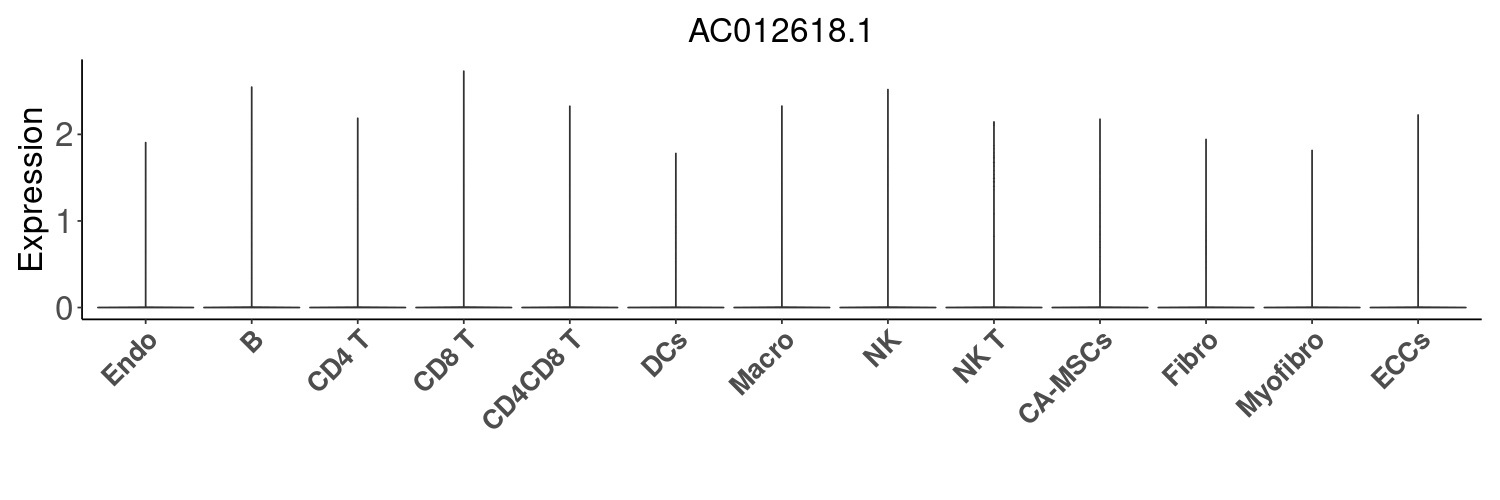 AC012618.1
Expression
2
1
0
Endo
B
CD4 T
CD8 T
CD4CD8 T
DCs
Macro
NK
NK T
CA-MSCs
Fibro
Myofibro
ECCs